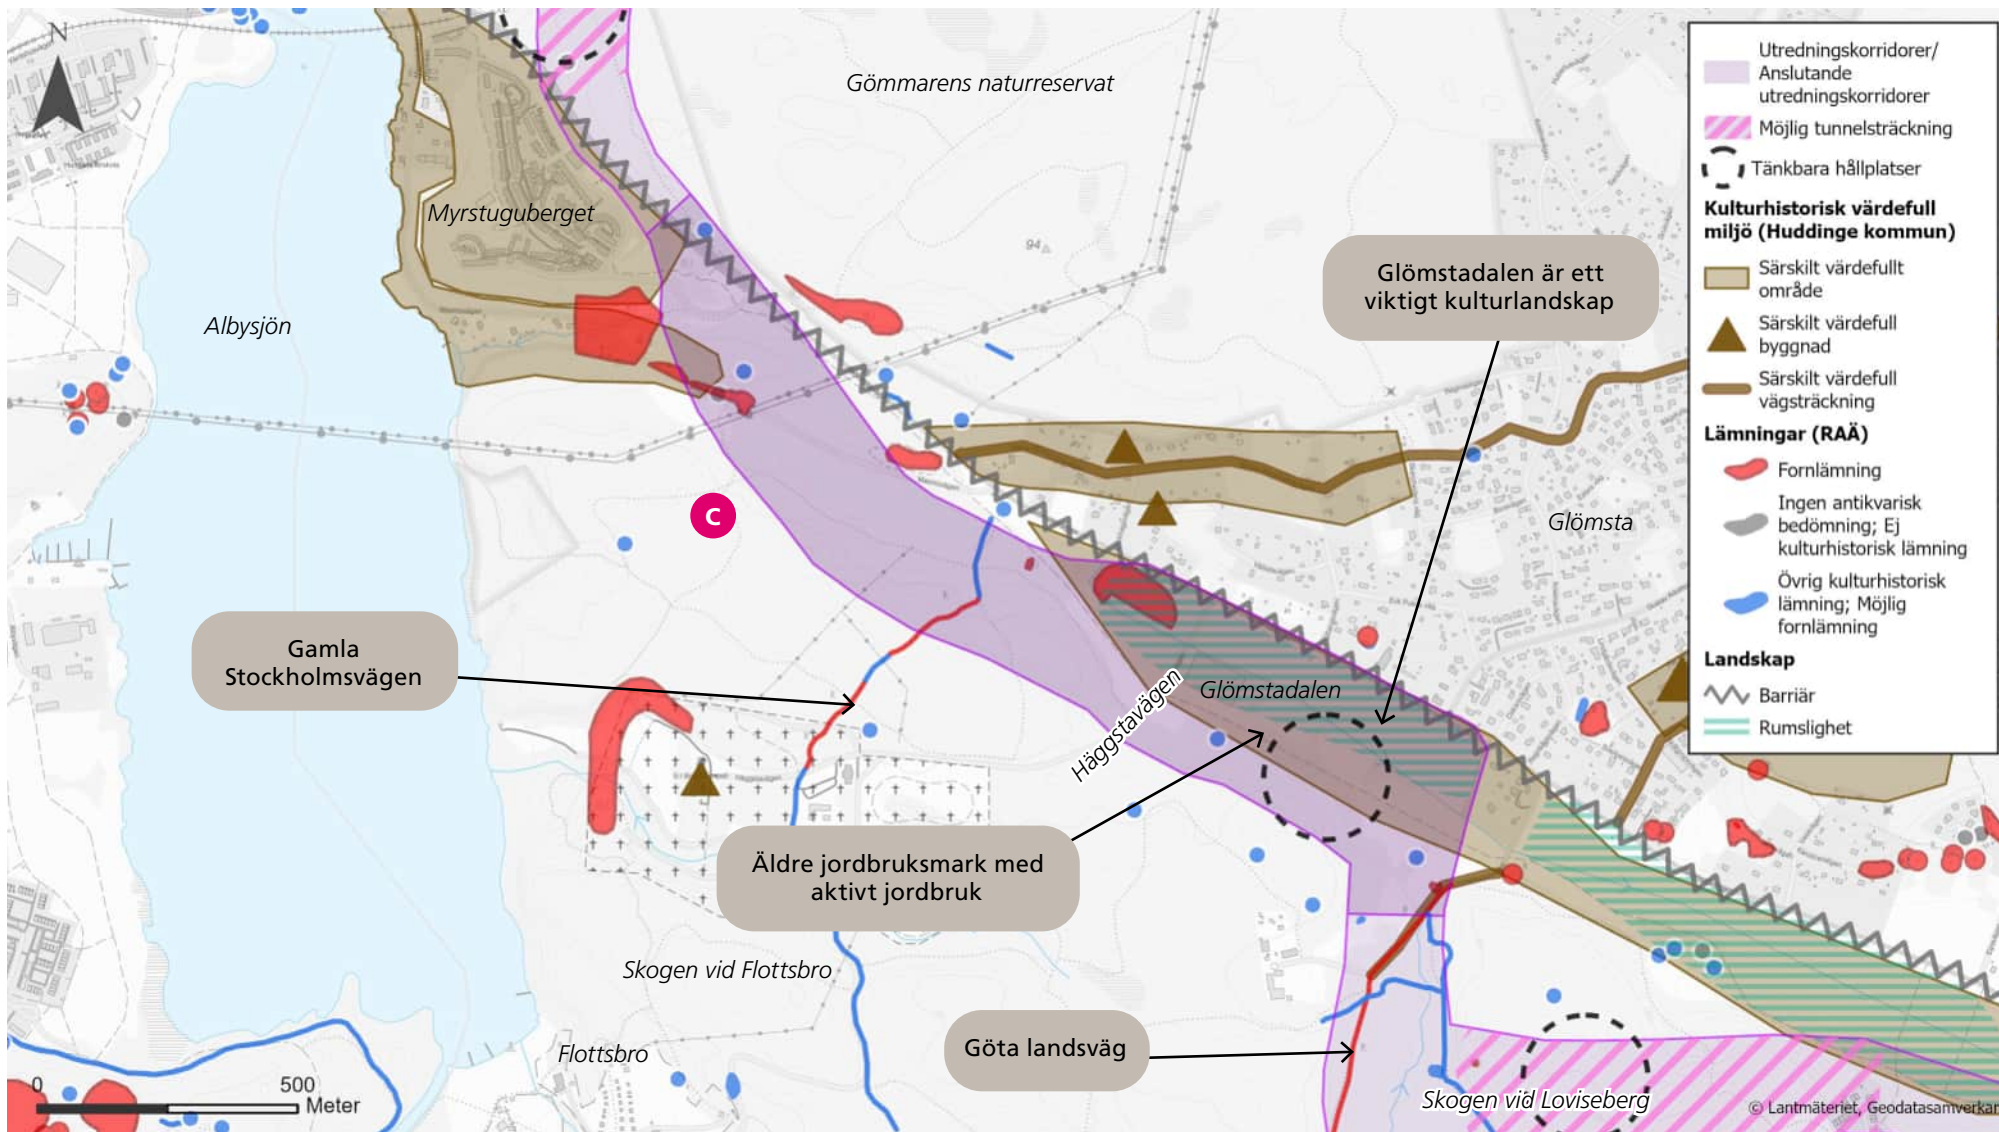 N
Gömmarens naturreservat
Myrstuguberget
94
Albysjön
Glömstadalen är ett
viktigt kulturlandskap
Glömsta
C
Gamla
Stockholmsvägen
Glömstadalen
Häggstavägen
Äldre jordbruksmark med
aktivt jordbruk
Skogen vid Flottsbro
Göta landsväg
Flottsbro
Skogen vid Loviseberg
0
500
Meter
Utredningskorridorer/
Anslutande
utredningskorridorer
Möjlig tunnelsträckning
Tänkbara hållplatser
Kulturhistorisk värdefull
miljö (Huddinge kommun)
Särskilt värdefullt
område
Särskilt värdefull
byggnad
Särskilt värdefull
vägsträckning
Lämningar (RAÄ)
Fornlämning
Ingen antikvarisk
bedömning; Ej
kulturhistorisk lämning
Övrig kulturhistorisk
lämning; Möjlig
fornlämning
Landskap
Barriär
Rumslighet
© Lantmäteriet, Geodatasamverkan